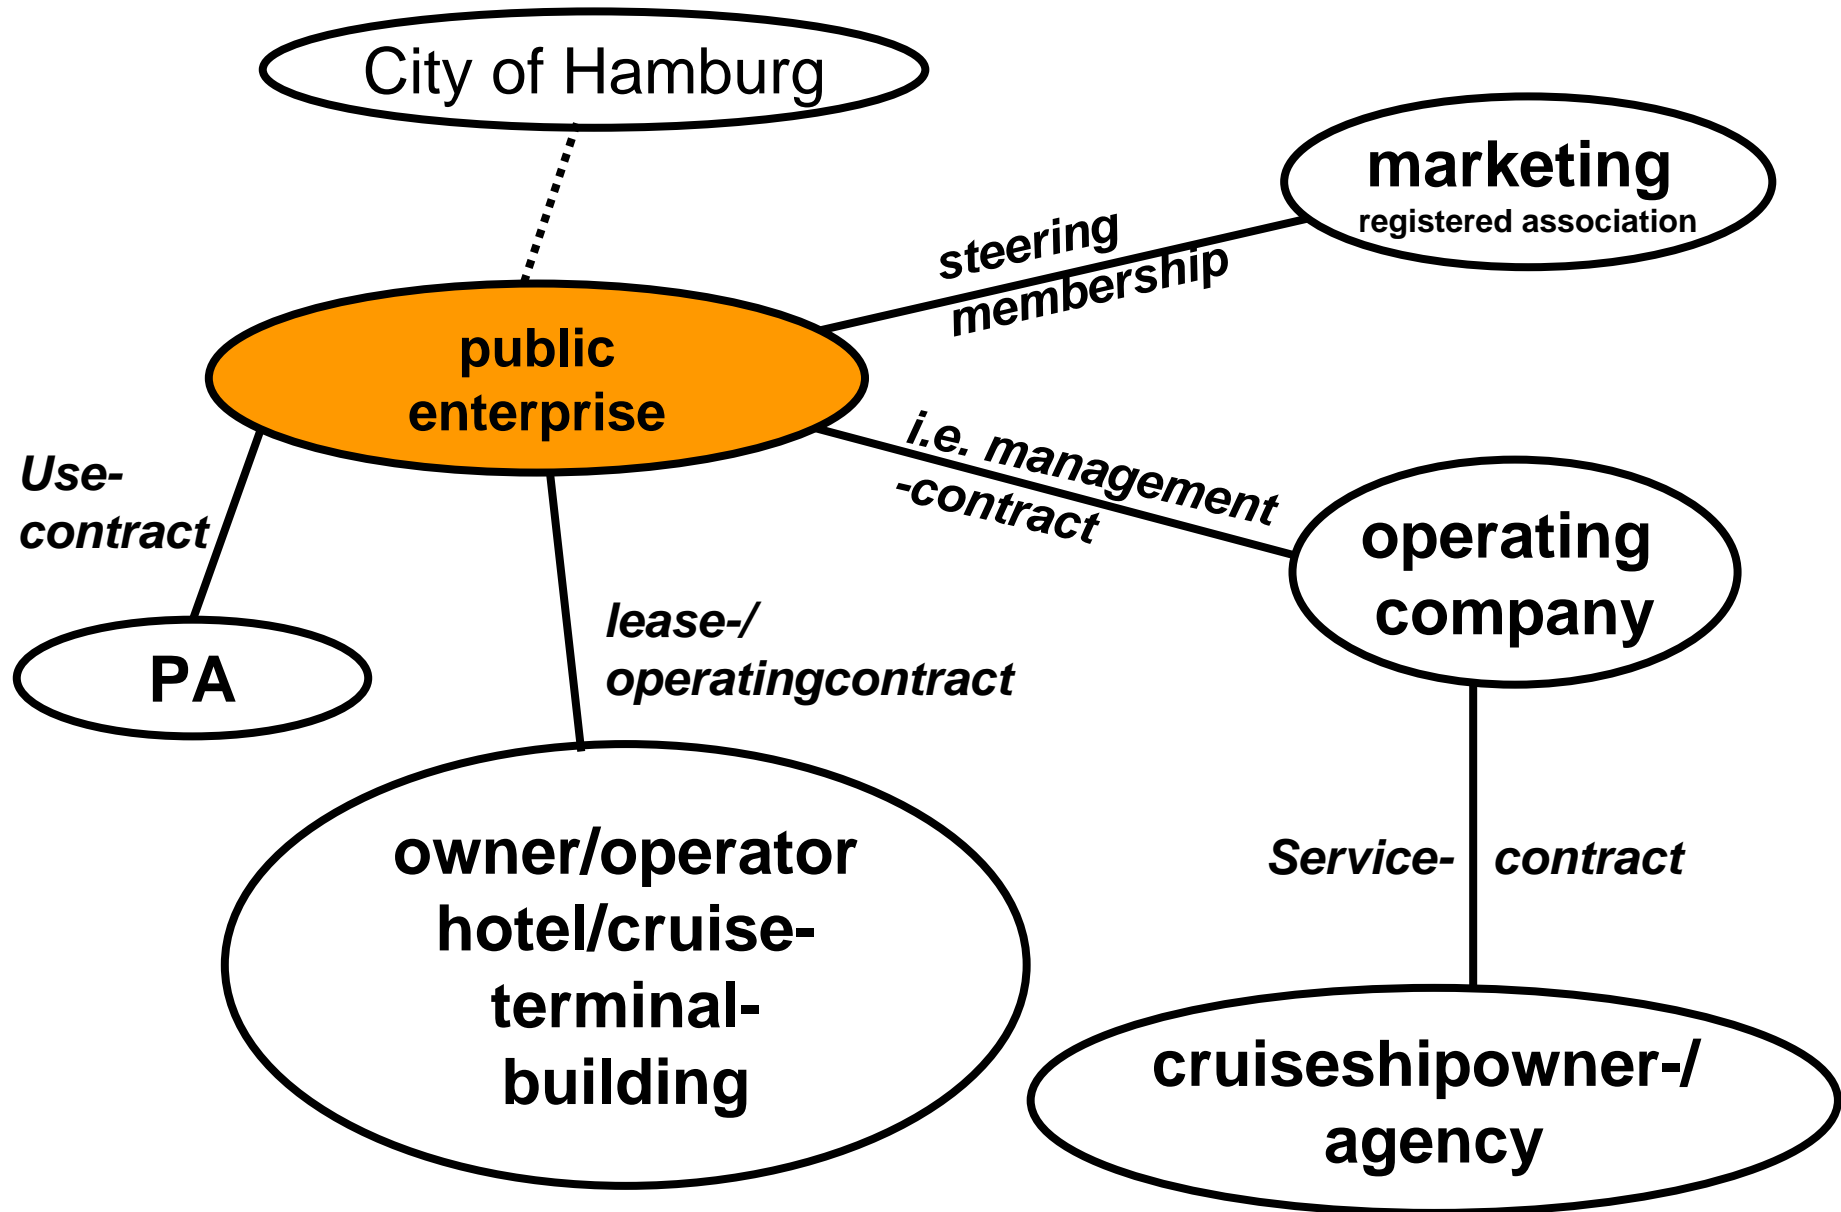 City of Hamburg
marketing
registered association
steering
membership
public
enterprise
i.e. management
-contract
Use-
contract
operating
company
lease-/
operatingcontract
PA
owner/operator
hotel/cruise-
terminal-
building
Service- contract
cruiseshipowner-/
agency